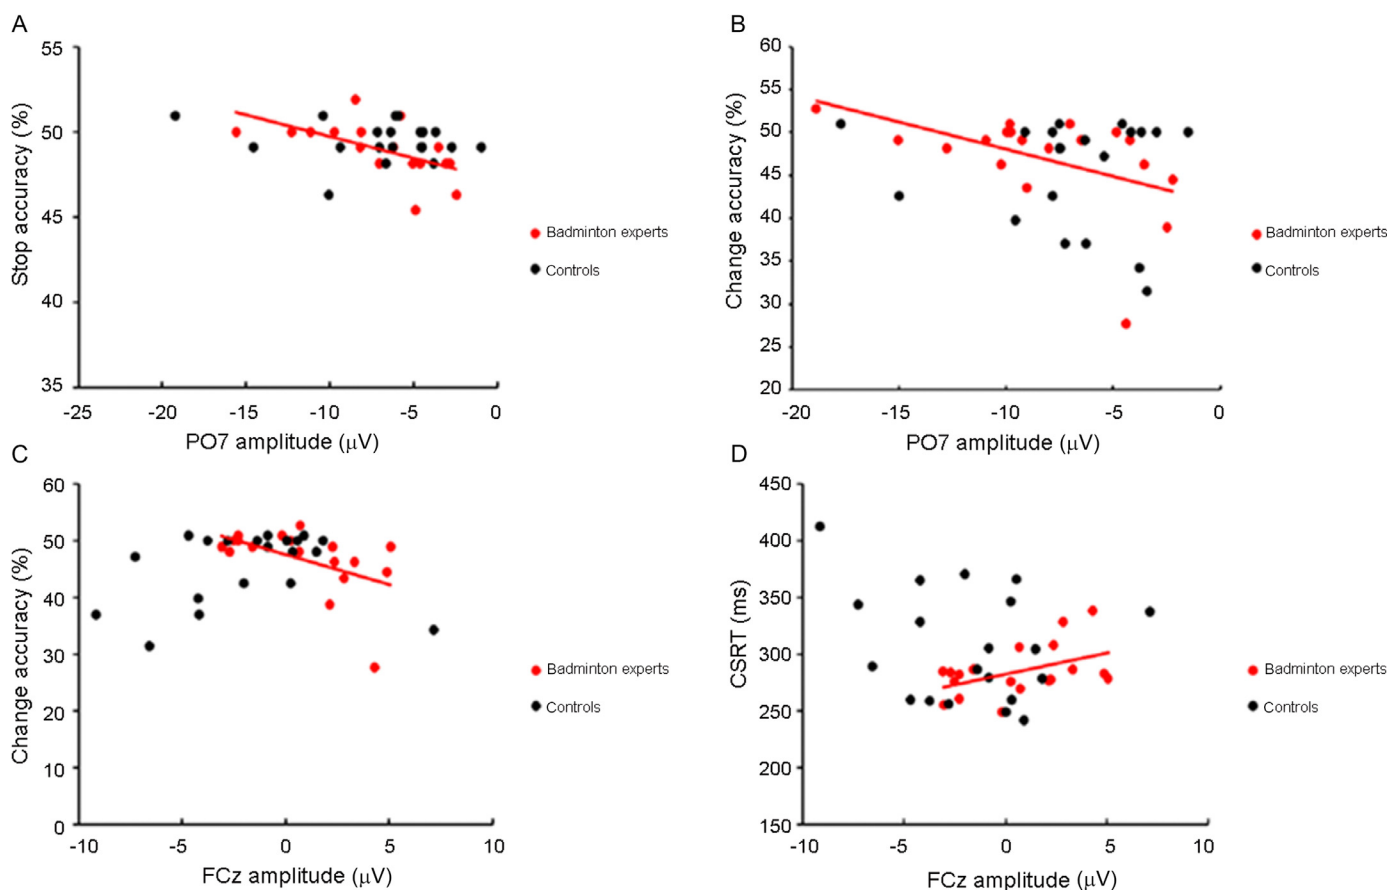 A
55
50
45
40
35
-25
-20
-15
-10
-5
0
Stop accuracy (%)
PO7 amplitude (μV)
Badminton experts
Controls
B
60
55
50
45
40
35
30
25
20
-20
-15
-10
-5
0
Change accuracy (%)
PO7 amplitude (μV)
Badminton experts
Controls
C
60
50
40
30
20
10
0
-10
-5
0
5
10
Change accuracy (%)
FCz amplitude (μV)
Badminton experts
Controls
D
450
400
350
300
250
200
150
-10
-5
0
5
10
CSRT (ms)
FCz amplitude (μV)
Badminton experts
Controls